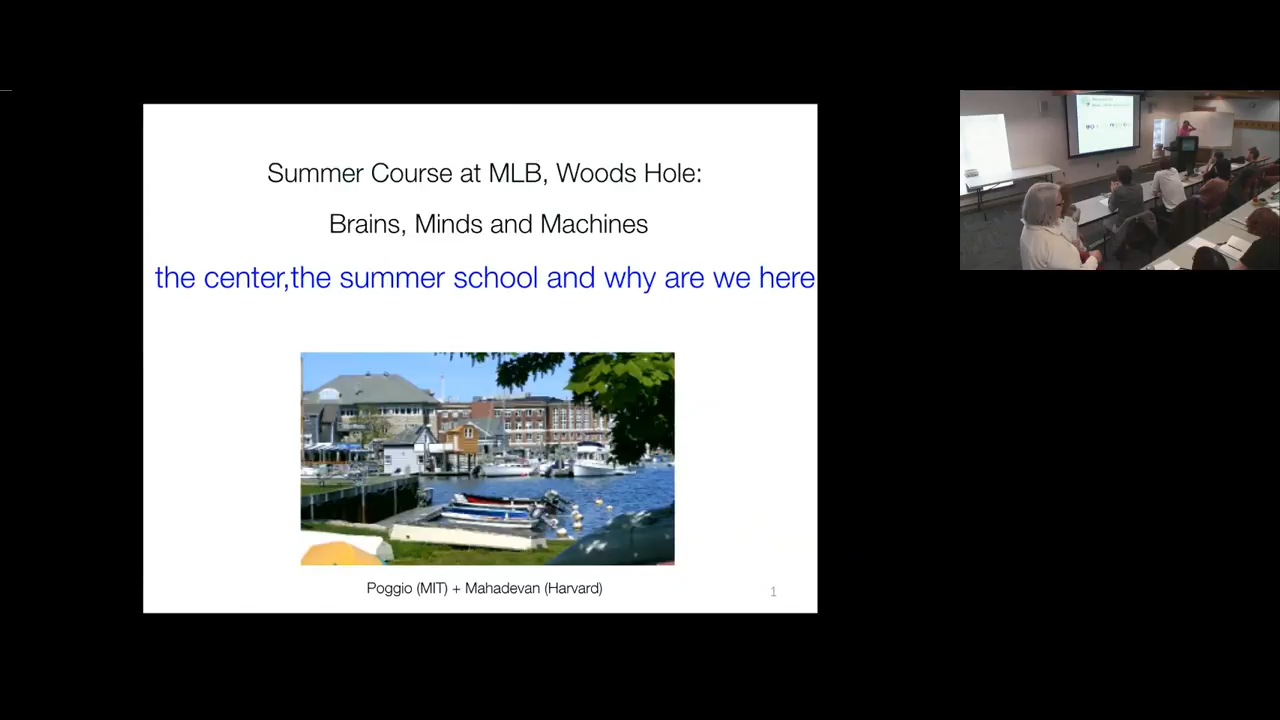 Summer Course at MLB, Woods Hole:
Brains, Minds and Machines
the center,the summer school and why are we here
Poggio (MIT) + Mahadevan (Harvard)
1